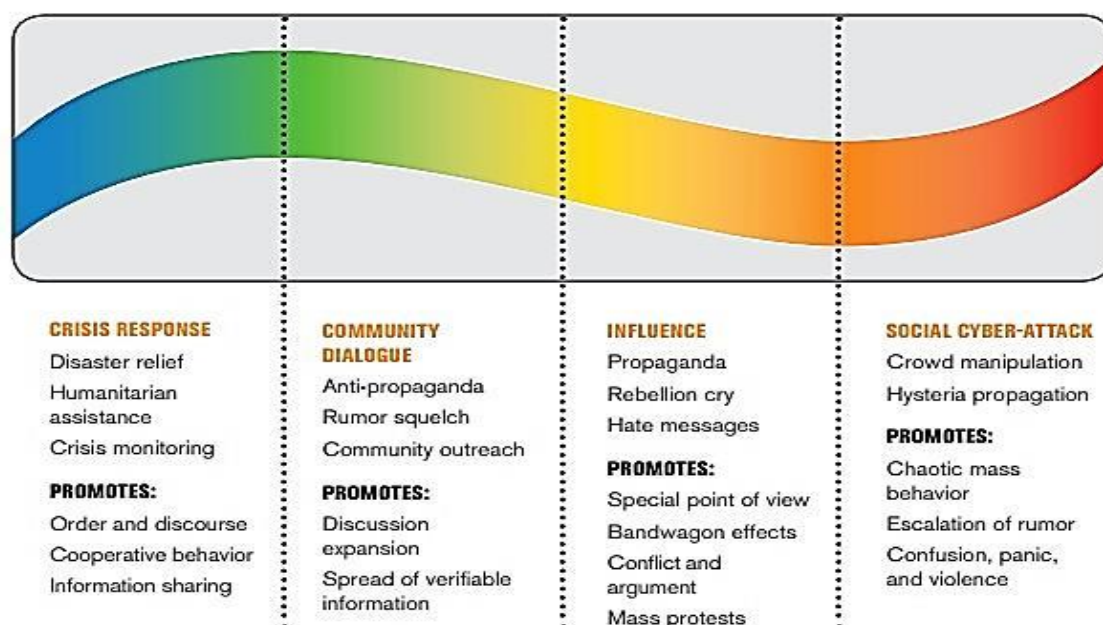 CRISIS RESPONSE
Disaster relief
Humanitarian
assistance
Crisis monitoring
PROMOTES:
Order and discourse
Cooperative behavior
Information sharing
COMMUNITY
DIALOGUE
Anti-propaganda
Rumor squelch
Community outreach
PROMOTES:
Discussion
expansion
Spread of verifiable
information
INFLUENCE
Propaganda
Rebellion cry
Hate messages
PROMOTES:
Special point of view
Bandwagon effects
Conflict and
argument
Mass protests
SOCIAL CYBER-ATTACK
Crowd manipulation
Hysteria propagation
PROMOTES:
Chaotic mass
behavior
Escalation of rumor
Confusion, panic,
and violence